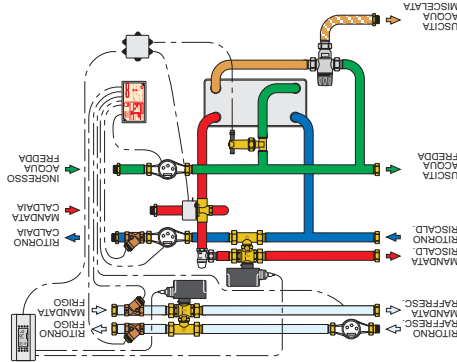 RITORNO
RAFFRESC.
MANDATA
RAFFRESC.
MANDATA
RISCALD.
RITORNO
RISCALD.
USCITA
ACQUA
FREDDA
USCITA
ACQUA
MISCELATA
RITORNO
FRIGO
MANDATA
FRIGO
RITORNO
CALDAIA
MANDATA
CALDAIA
INGRESSO
ACQUA
FREDDA